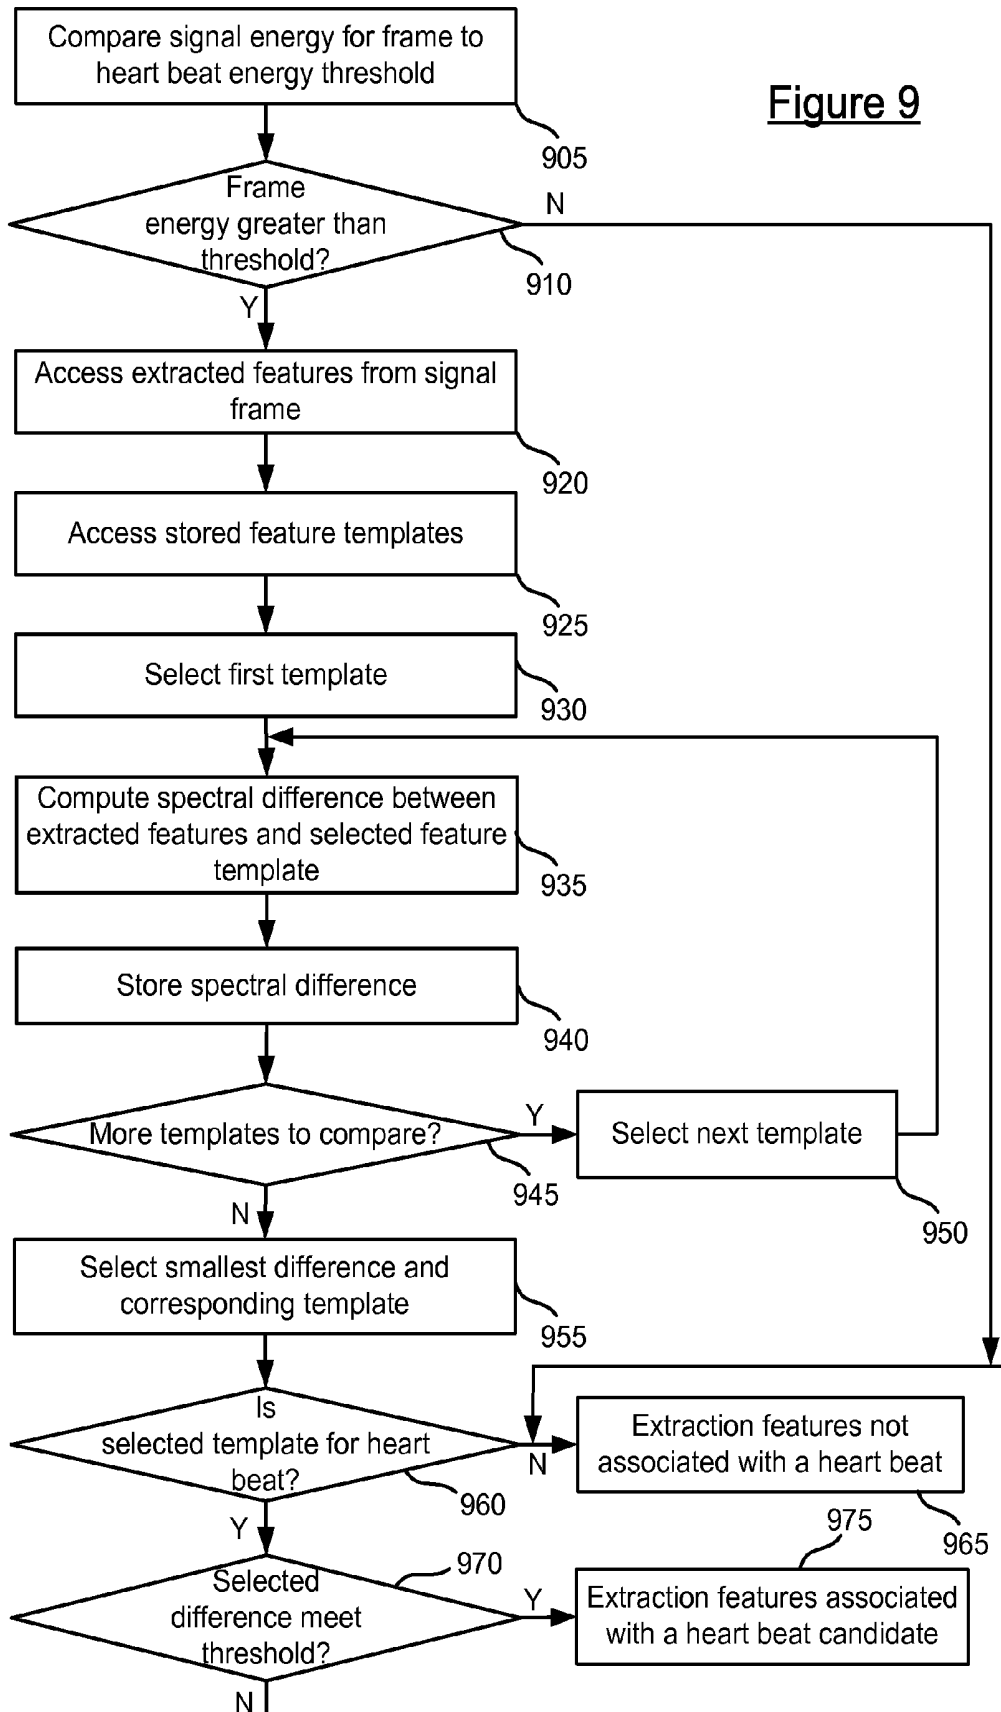 Compare signal energy for frame to
heart beat energy threshold
Figure 9
905
Frame
energy greater than
threshold?
N
910
Y
Access extracted features from signal
frame
920
Access stored feature templates
925
Select first template
930
Compute spectral difference between
extracted features and selected feature
template
935
Store spectral difference
940
More templates to compare?
Y
Select next template
945
950
N
Select smallest difference and
corresponding template
955
Is
selected template for heart
beat?
N
Extraction features not
associated with a heart beat
960
965
Y
970
975
Selected
difference meet
threshold?
Y
Extraction features associated
with a heart beat candidate
N